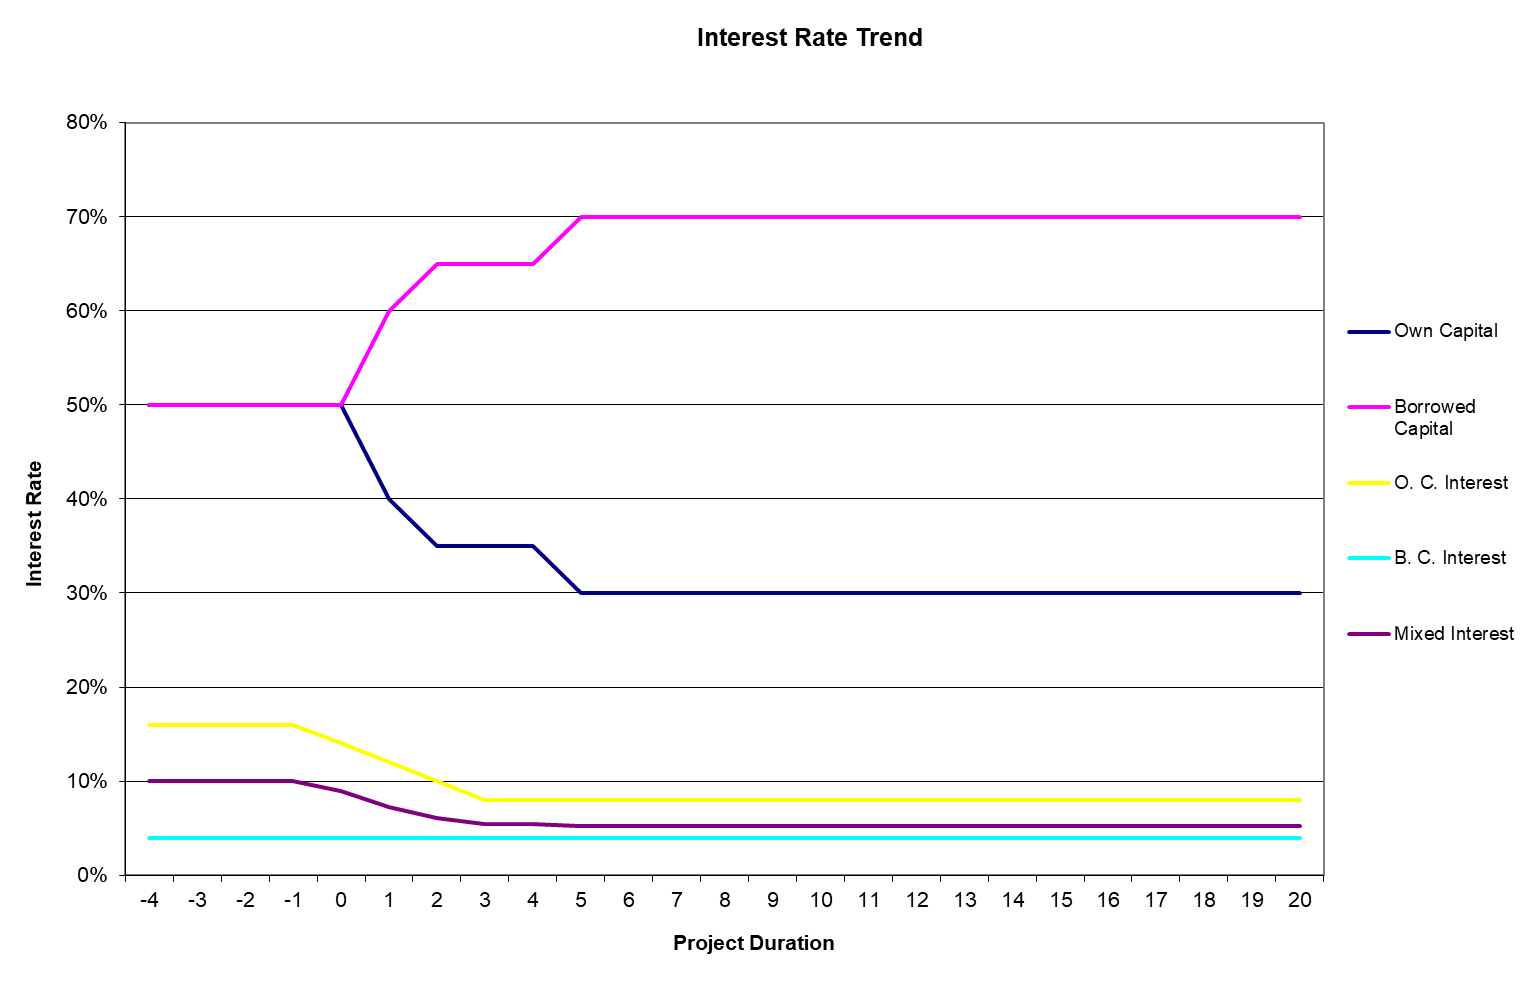 Interest Rate Trend
80%
70%
60%
50%
40%
30%
20%
10%
0%
Interest Rate
-4 -3 -2 -1 0 1 2 3 4 5 6 7 8 9 10 11 12 13 14 15 16 17 18 19 20
Project Duration
Own Capital
Borrowed
Capital
O. C. Interest
B. C. Interest
Mixed Interest